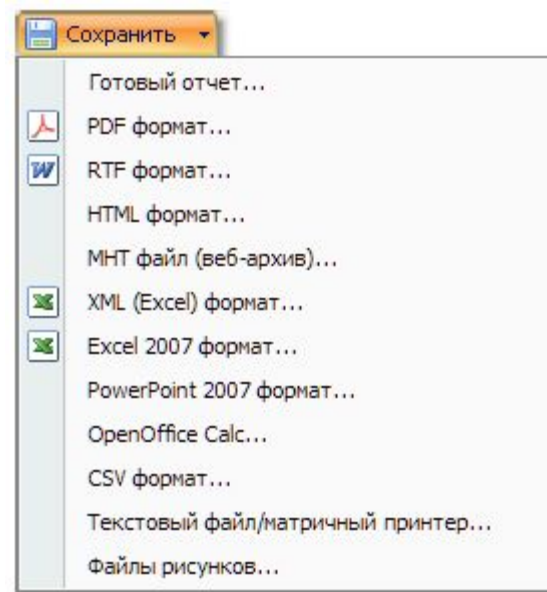 Сохранить
Готовый отчет...
PDF формат...
RTF формат...
HTML формат...
MHT файл (веб-архив)...
XML (Excel) формат...
Excel 2007 формат...
PowerPoint 2007 формат...
OpenOffice Calc...
CSV формат...
Текстовый файл/матричный принтер...
Файлы рисунков...